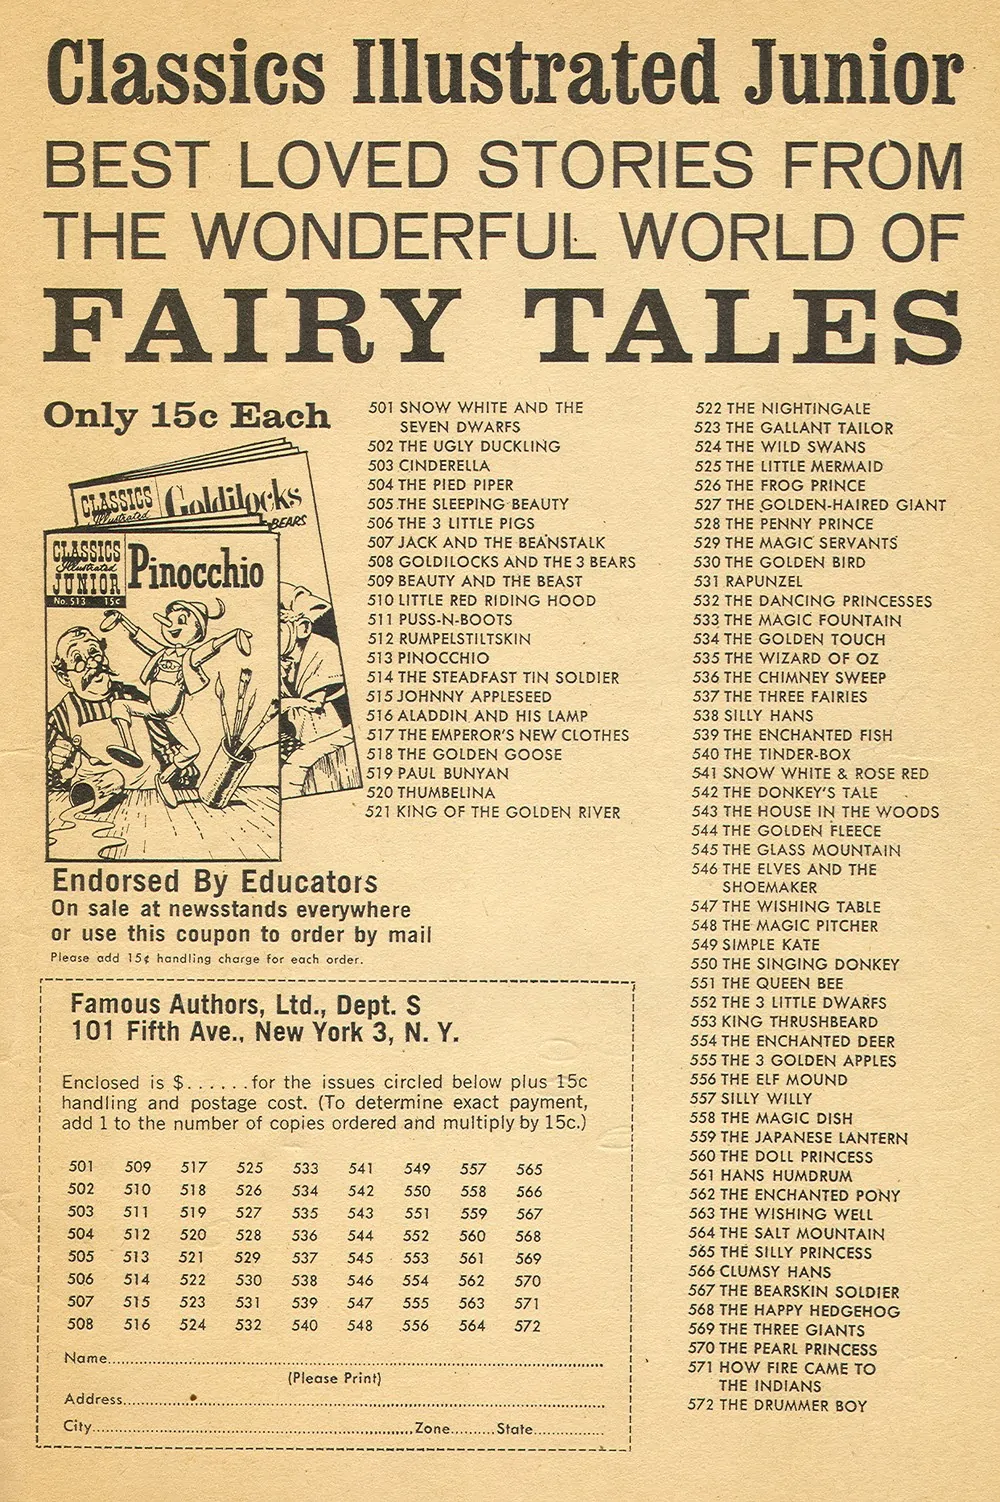 Classics Illustrated Junior
BEST LOVED STORIES FROM
THE WONDERFUL WORLD OF
FAIRY TALES
Only 15c Each
CLASSICS
Illustrated
Goldilocks
BEARS
CLASSICS
Illustrated
JUNIOR
No. 513 15c
Pinocchio
Endorsed By Educators
On sale at newsstands everywhere
or use this coupon to order by mail
Please add 15¢ handling charge for each order.
501 SNOW WHITE AND THE
SEVEN DWARFS
502 THE UGLY DUCKLING
503 CINDERELLA
504 THE PIED PIPER
505 THE SLEEPING BEAUTY
506 THE 3 LITTLE PIGS
507 JACK AND THE BEANSTALK
508 GOLDILOCKS AND THE 3 BEARS
509 BEAUTY AND THE BEAST
510 LITTLE RED RIDING HOOD
511 PUSS-N-BOOTS
512 RUMPELSTILTSKIN
513 PINOCCHIO
514 THE STEADFAST TIN SOLDIER
515 JOHNNY APPLESEED
516 ALADDIN AND HIS LAMP
517 THE EMPEROR'S NEW CLOTHES
518 THE GOLDEN GOOSE
519 PAUL BUNYAN
520 THUMBELINA
521 KING OF THE GOLDEN RIVER
522 THE NIGHTINGALE
523 THE GALLANT TAILOR
524 THE WILD SWANS
525 THE LITTLE MERMAID
526 THE FROG PRINCE
527 THE GOLDEN-HAIRED GIANT
528 THE PENNY PRINCE
529 THE MAGIC SERVANTS
530 THE GOLDEN BIRD
531 RAPUNZEL
532 THE DANCING PRINCESSES
533 THE MAGIC FOUNTAIN
534 THE GOLDEN TOUCH
535 THE WIZARD OF OZ
536 THE CHIMNEY SWEEP
537 THE THREE FAIRIES
538 SILLY HANS
539 THE ENCHANTED FISH
540 THE TINDER-BOX
541 SNOW WHITE & ROSE RED
542 THE DONKEY'S TALE
543 THE HOUSE IN THE WOODS
544 THE GOLDEN FLEECE
545 THE GLASS MOUNTAIN
546 THE ELVES AND THE
SHOEMAKER
547 THE WISHING TABLE
548 THE MAGIC PITCHER
549 SIMPLE KATE
550 THE SINGING DONKEY
551 THE QUEEN BEE
552 THE 3 LITTLE DWARFS
553 KING THRUSHBEARD
554 THE ENCHANTED DEER
555 THE 3 GOLDEN APPLES
556 THE ELF MOUND
557 SILLY WILLY
558 THE MAGIC DISH
559 THE JAPANESE LANTERN
560 THE DOLL PRINCESS
561 HANS HUMDRUM
562 THE ENCHANTED PONY
563 THE WISHING WELL
564 THE SALT MOUNTAIN
565 THE SILLY PRINCESS
566 CLUMSY HANS
567 THE BEARSKIN SOLDIER
568 THE HAPPY HEDGEHOG
569 THE THREE GIANTS
570 THE PEARL PRINCESS
571 HOW FIRE CAME TO
THE INDIANS
572 THE DRUMMER BOY
Famous Authors, Ltd., Dept. S
101 Fifth Ave., New York 3, N. Y.
Enclosed is $......for the issues circled below plus 15c
handling and postage cost. (To determine exact payment,
add 1 to the number of copies ordered and multiply by 15c.)
501 509 517 525 533 541 549 557 565
502 510 518 526 534 542 550 558 566
503 511 519 527 535 543 551 559 567
504 512 520 528 536 544 552 560 568
505 513 521 529 537 545 553 561 569
506 514 522 530 538 546 554 562 570
507 515 523 531 539 547 555 563 571
508 516 524 532 540 548 556 564 572
Name..........
(Please Print)
Address..........
City..........Zone..........State..........